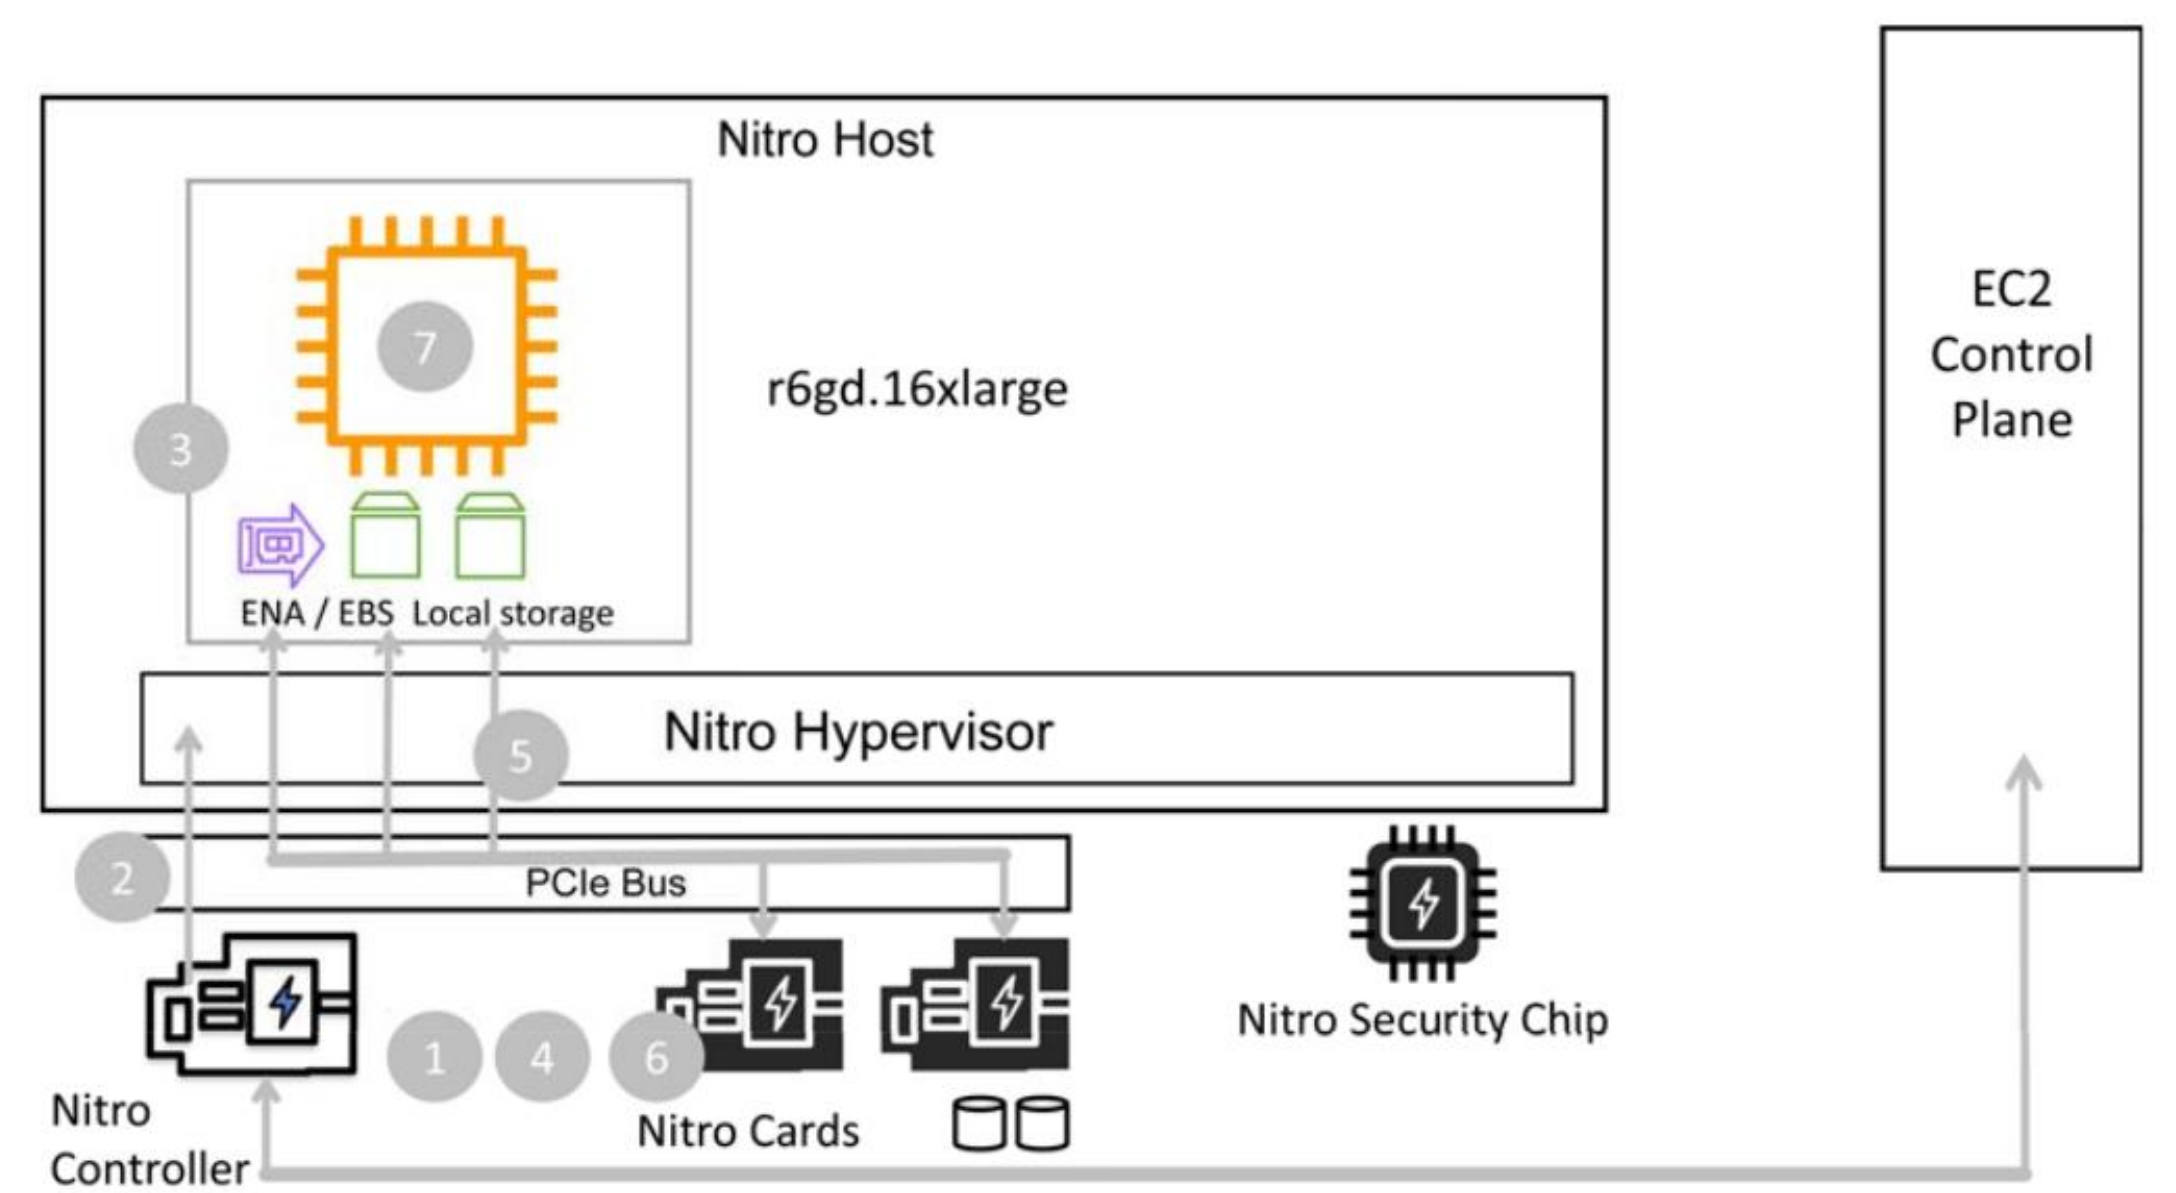 Nitro Host
7
r6gd.16xlarge
3
ENA / EBS Local storage
Nitro Hypervisor
5
2
PCIe Bus
1 4 6
Nitro
Controller
Nitro Cards
Nitro Security Chip
EC2
Control
Plane